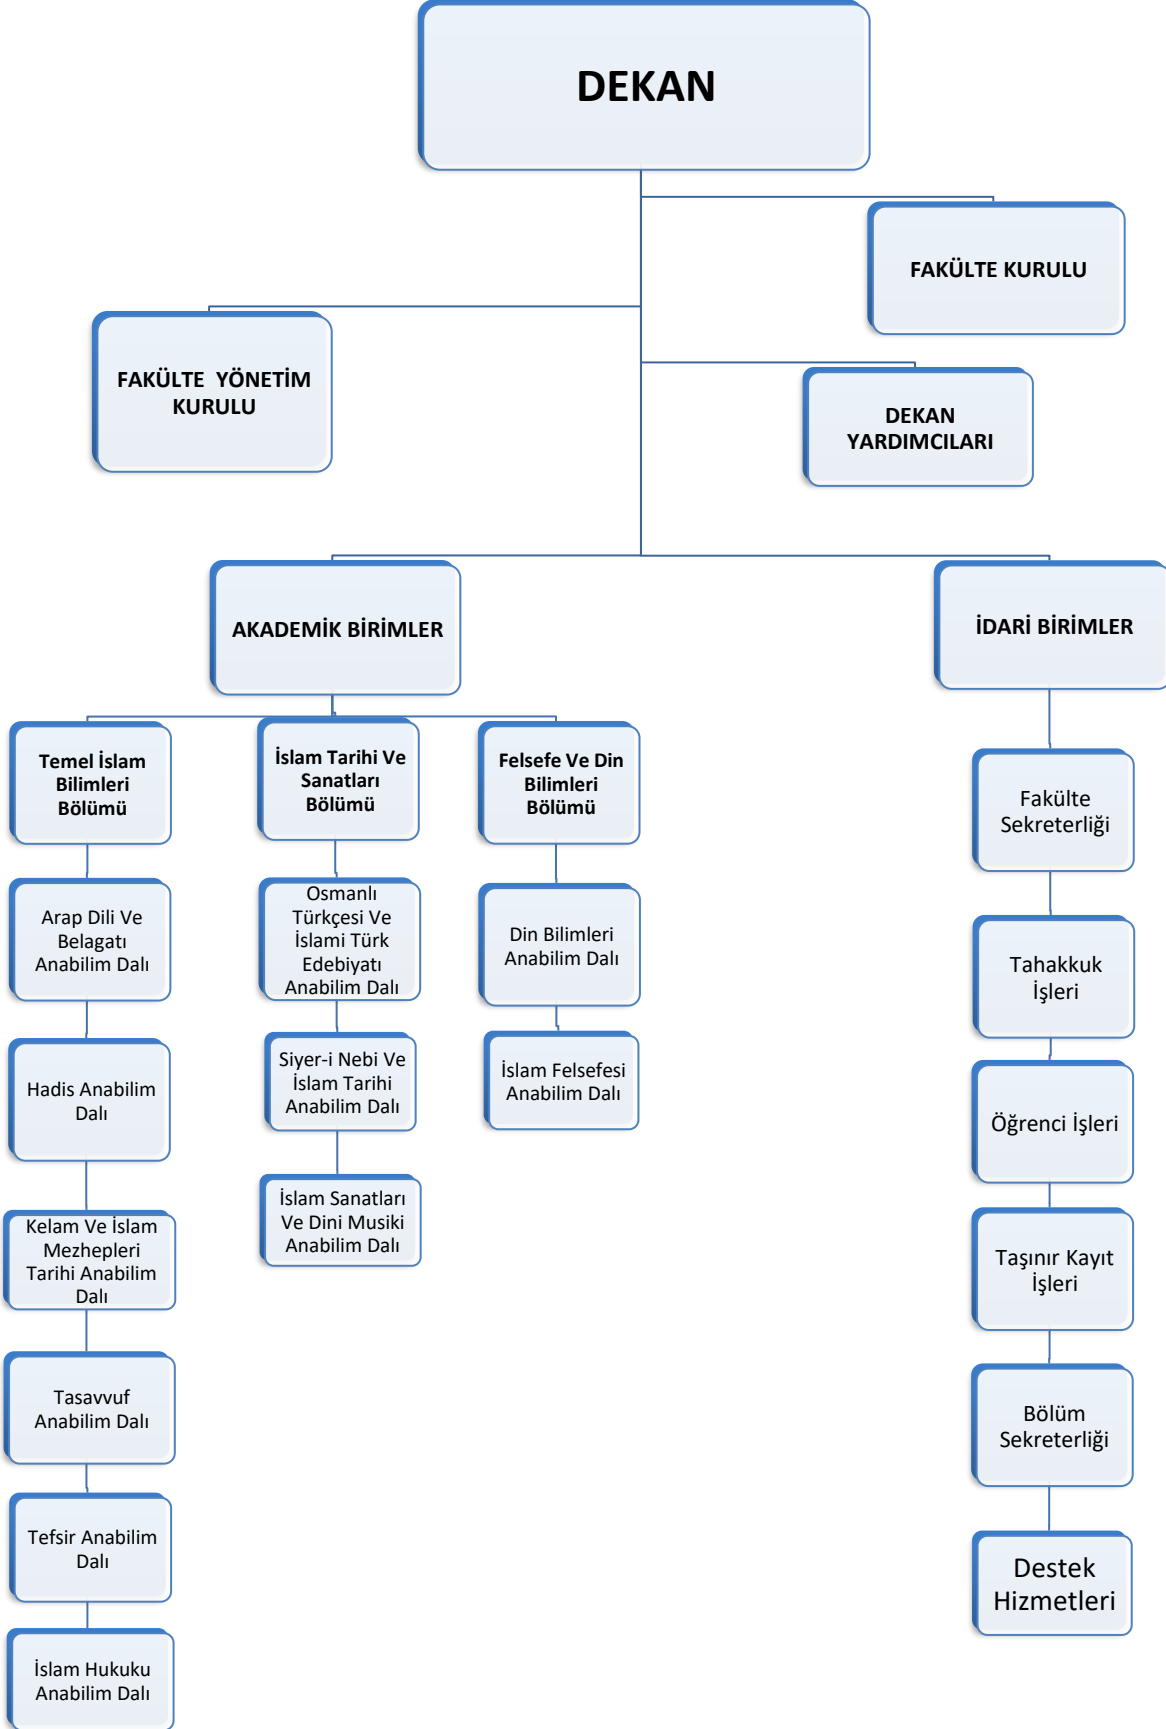 DEKAN
FAKÜLTE KURULU
FAKÜLTE  YÖNETİM
KURULU
DEKAN
YARDIMCILARI
AKADEMİK BİRİMLER
İDARİ BİRİMLER
Temel İslam
Bilimleri
Bölümü
İslam Tarihi Ve
Sanatları
Bölümü
Felsefe Ve Din
Bilimleri
Bölümü
Arap Dili Ve
Belagatı
Anabilim Dalı
Hadis Anabilim
Dalı
Kelam Ve İslam
Mezhepleri
Tarihi Anabilim
Dalı
Tasavvuf
Anabilim Dalı
Tefsir Anabilim
Dalı
İslam Hukuku
Anabilim Dalı
Osmanlı
Türkçesi Ve
İslami Türk
Edebiyatı
Anabilim Dalı
Siyer-i Nebi Ve
İslam Tarihi
Anabilim Dalı
İslam Sanatları
Ve Dini Musiki
Anabilim Dalı
Din Bilimleri
Anabilim Dalı
İslam Felsefesi
Anabilim Dalı
Fakülte
Sekreterliği
Tahakkuk
İşleri
Öğrenci İşleri
Taşınır Kayıt
İşleri
Bölüm
Sekreterliği
Destek
Hizmetleri